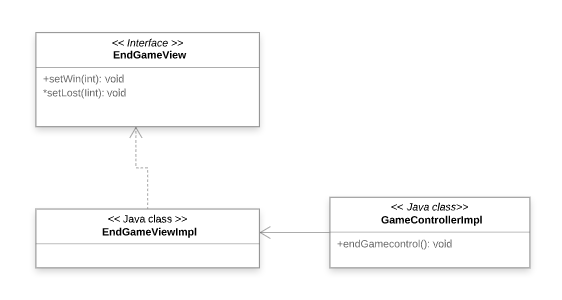 << Interface >>
EndGameView
+setWin(int): void
*setLost(Iint): void
<< Java class >>
EndGameViewImpl
<< Java class>>
GameControllerImpl
+endGamecontrol(): void